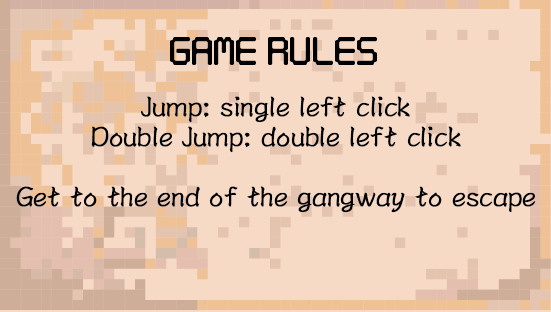 GAME RULES
Jump: single left click
Double Jump: double left click
Get to the end of the gangway to escape